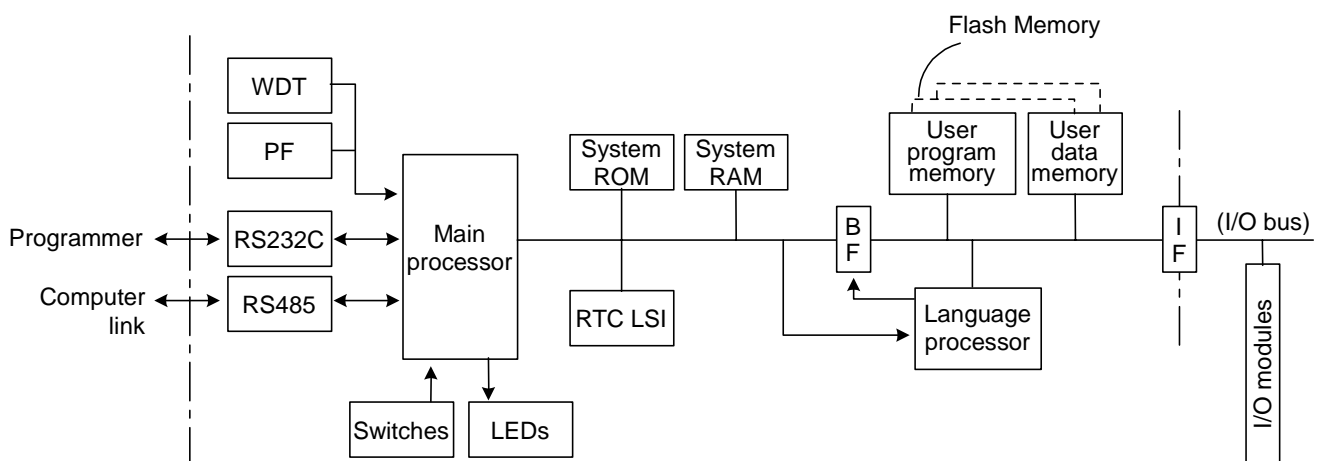 Flash Memory
WDT
PF
System
ROM
System
RAM
User
program
memory
User
data
memory
Programmer
RS232C
Main
processor
B
F
I
F
(I/O bus)
Computer
link
RS485
RTC LSI
Language
processor
I/O modules
Switches
LEDs